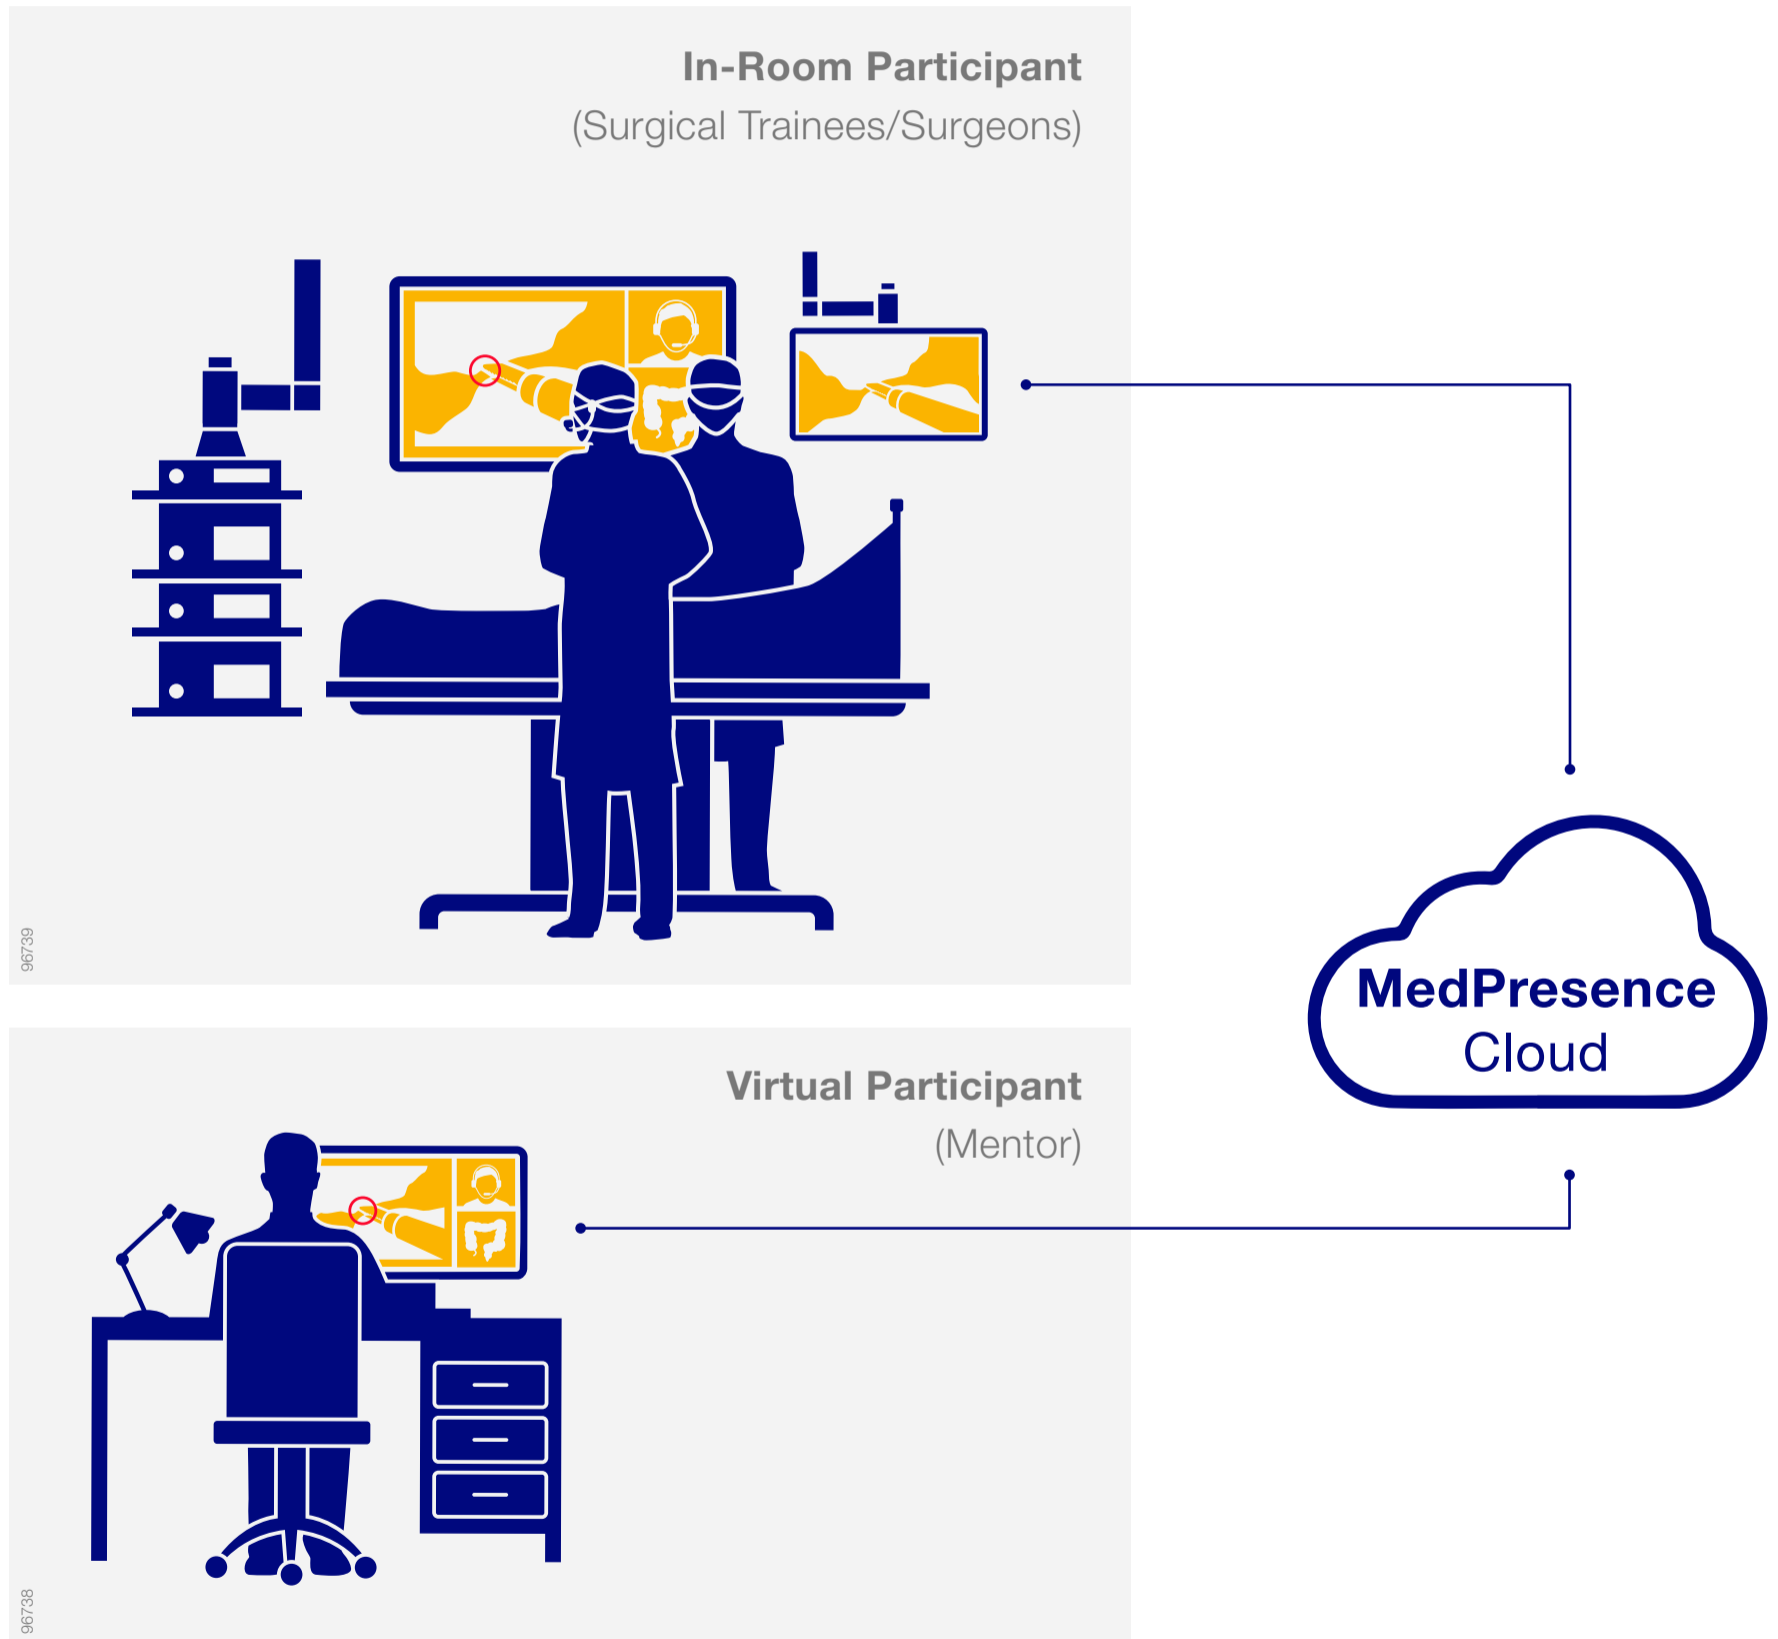 In-Room Participant
(Surgical Trainees/Surgeons)
96739
MedPresence
Cloud
Virtual Participant
(Mentor)
96738